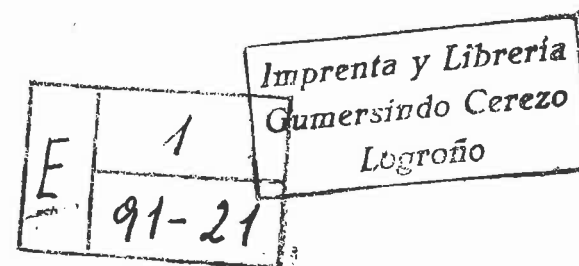 Imprenta y Librería
Gumersindo Cerezo
Logroño
E
1
91-21